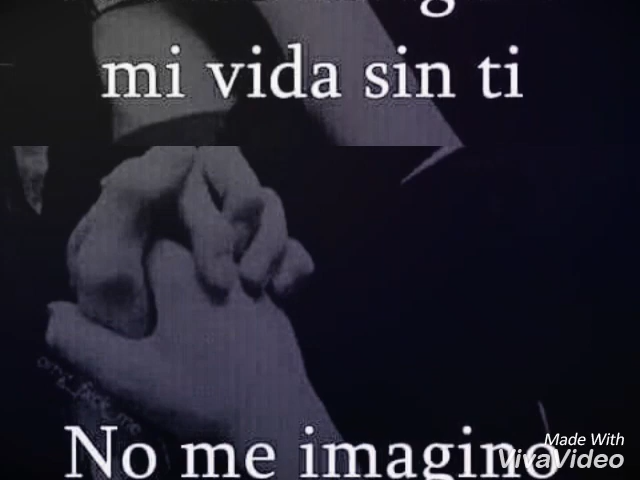 mi vida sin ti
No me imagino
Made With
VivaVideo